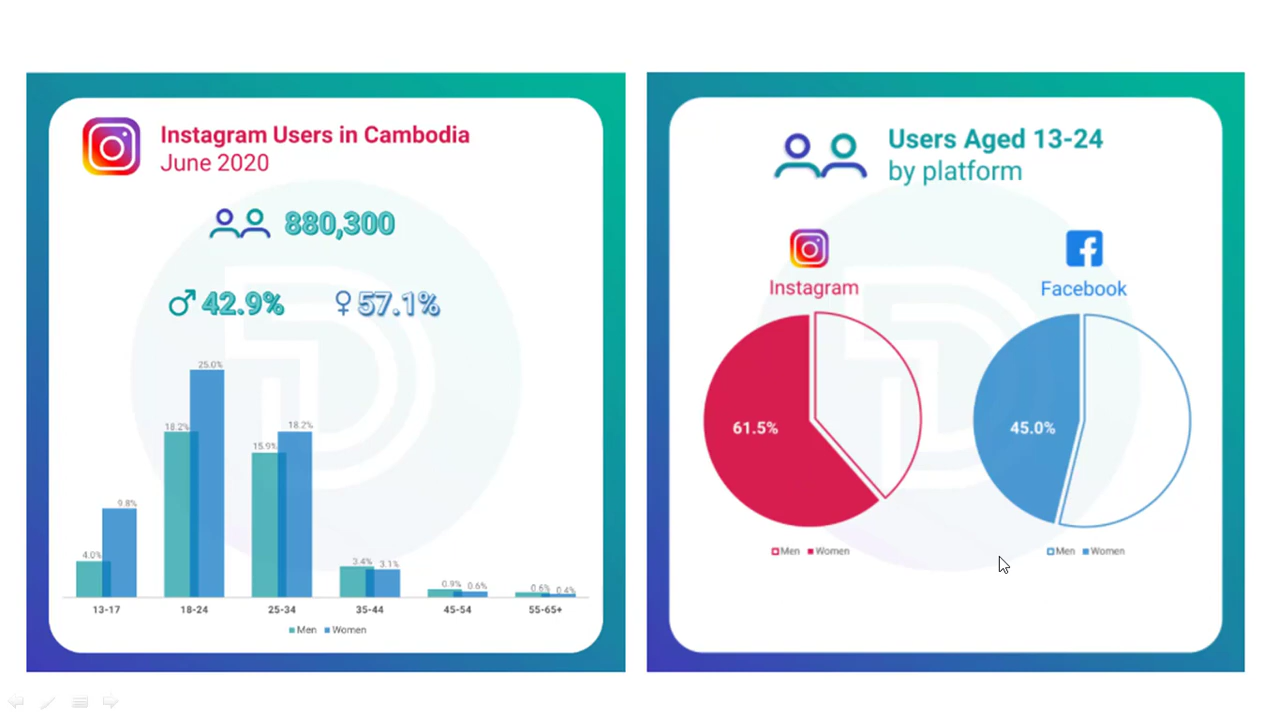 Instagram Users in Cambodia
June 2020
880,300
42.9%
57.1%
25.0%
18.2%
18.2%
15.9%
9.8%
4.0%
3.4%
3.1%
0.9%
0.6%
0.6%
0.4%
13-17
18-24
25-34
35-44
45-54
55-65+
Men
Women
Users Aged 13-24
by platform
Instagram
Facebook
61.5%
45.0%
Men
Women
Men
Women